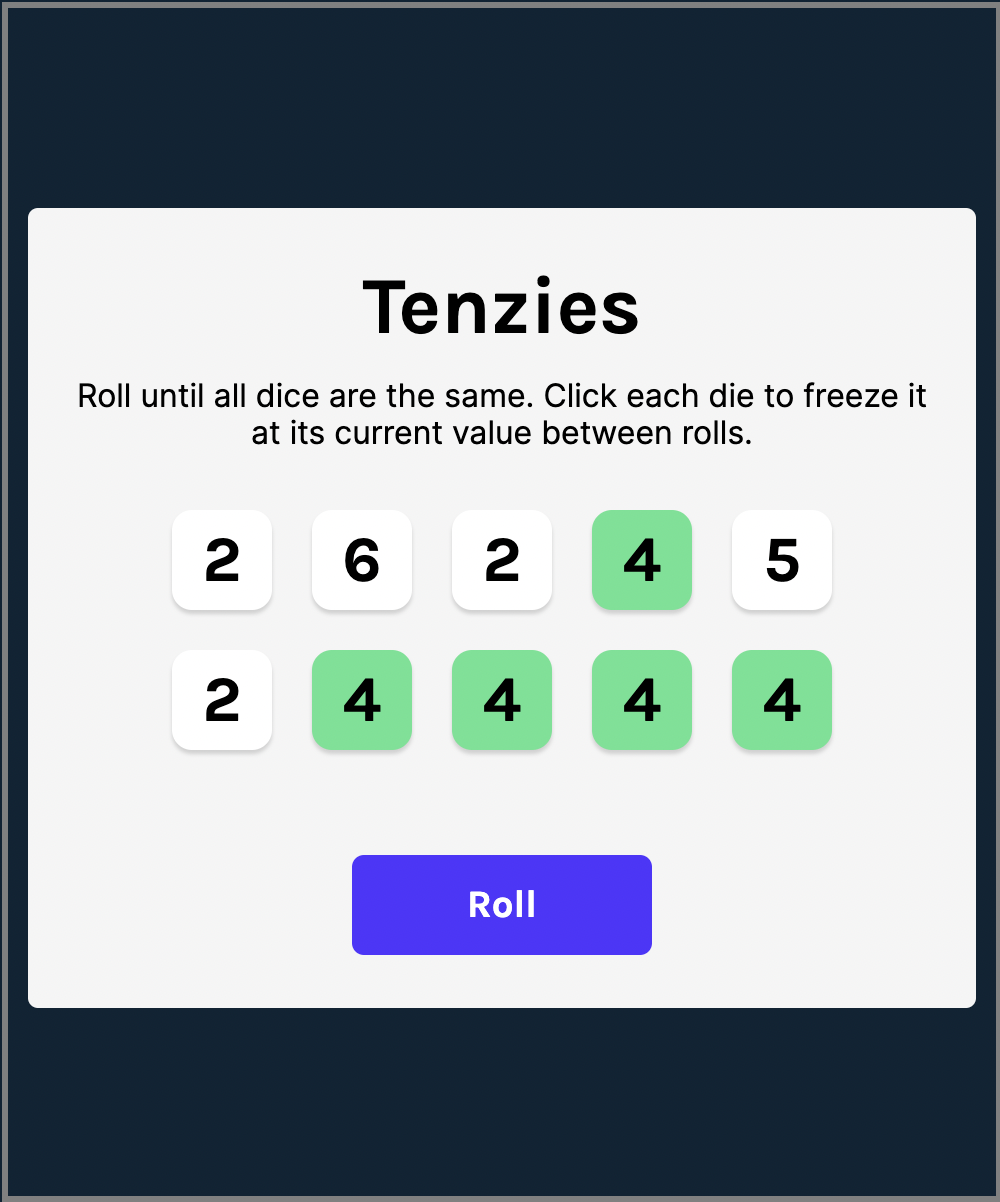 Tenzies
Roll until all dice are the same. Click each die to freeze it
at its current value between rolls.
2 6 2 4 5
2 4 4 4 4
Roll